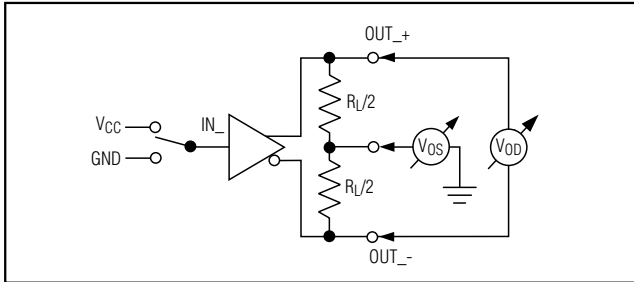 OUT_+
VCC
IN_
GND
RL/2
VOS
VOD
RL/2
OUT_-